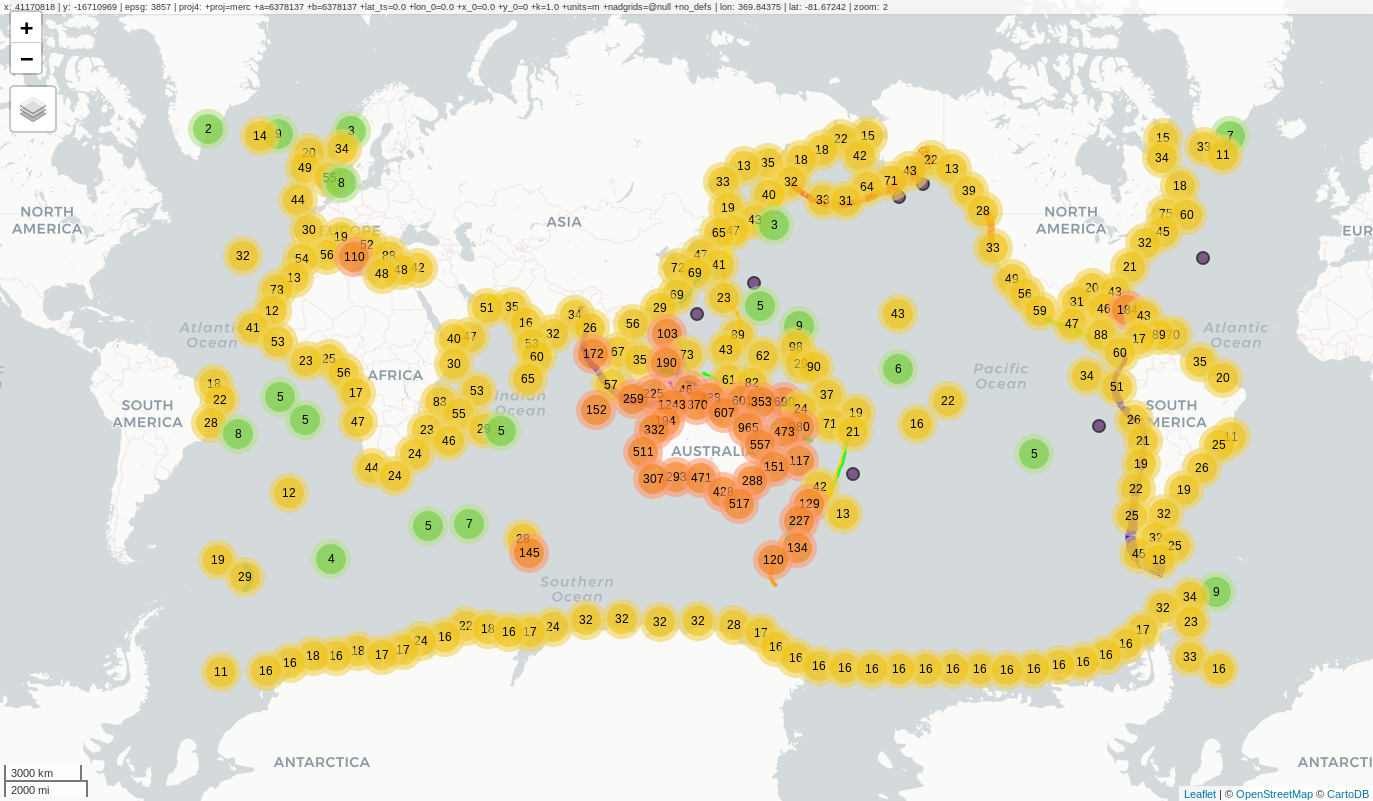 x: 41170818 | y: -16710969 | epsg: 3857 | proj4: +proj=merc +a=6378137 +b=6378137 +lat_ts=0.0 +lon_0=0.0 +x_0=0.0 +y_0=0 +k=1.0 +units=m +nadgrids=@null +no_defs | lon: 369.84375 | lat: -81.67242 | zoom: 2
+
−
2 14 9 3 22 15 15 7
20 34 18 42 22 33
49 13 35 18 43 13 34 11
55 8 33 32 71 39 18
44 40 64 28 75 60
NORTH
AMERICA
19 33 31
NORTH
AMERICA
ASIA
30 19 EUROPE 65 47 43 3 45 EUR
32 54 56 52 110 88 48 48 42 33 32
13 72 47 69 41 49 21
73 69 23 56 20 43
12 51 35 34 29 5 43 59 31 46 184 43
Atlantic
Ocean
41 16 26 56 103 9 47
Atlantic
Ocean
53 40 47 53 32 89 98 88 17 89 70
23 25 30 60 172 67 35 190 73 43 62 90 6 60 35
Pacific
Ocean
56 AFRICA 65 57 61 82 34 20
18 17 53 259 225 37 22 51
22 5 83 55 152 1243 370 607 353 690 24 19
SOUTH
AMERICA
Indian
Ocean
SOUTH
AMERICA
28 8 5 47 23 29 5 332 965 473 71 21 16 26 25 11
46 557 21
44 24 24 511 AUSTRALIA 151 117 5 19 26
12 307 293 471 428 288 42 22 19
517 129 13
5 7 227 25 32
28 32 25
19 4 145 120 134 45 18
29
Southern
Ocean
9
34
22 18 16 17 24 32 32 32 32 28 17 32 23
11 16 16 18 16 18 17 17 24 16 16 16 16 16 16 16 16 16 16 16 16 16 16 16 16 16 17 33 16
ANTARCTICA
ANTARCTI
3000 km
2000 mi
Leaflet | © OpenStreetMap © CartoDB